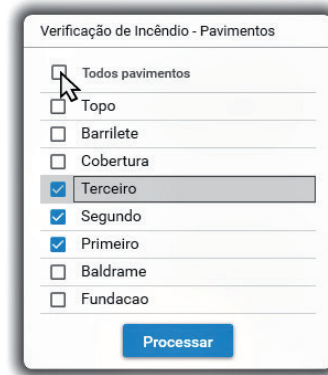 Verificação de Incêndio - Pavimentos
Todos pavimentos
Topo
Barrilete
Cobertura
Terceiro
Segundo
Primeiro
Baldrame
Fundacao
Processar